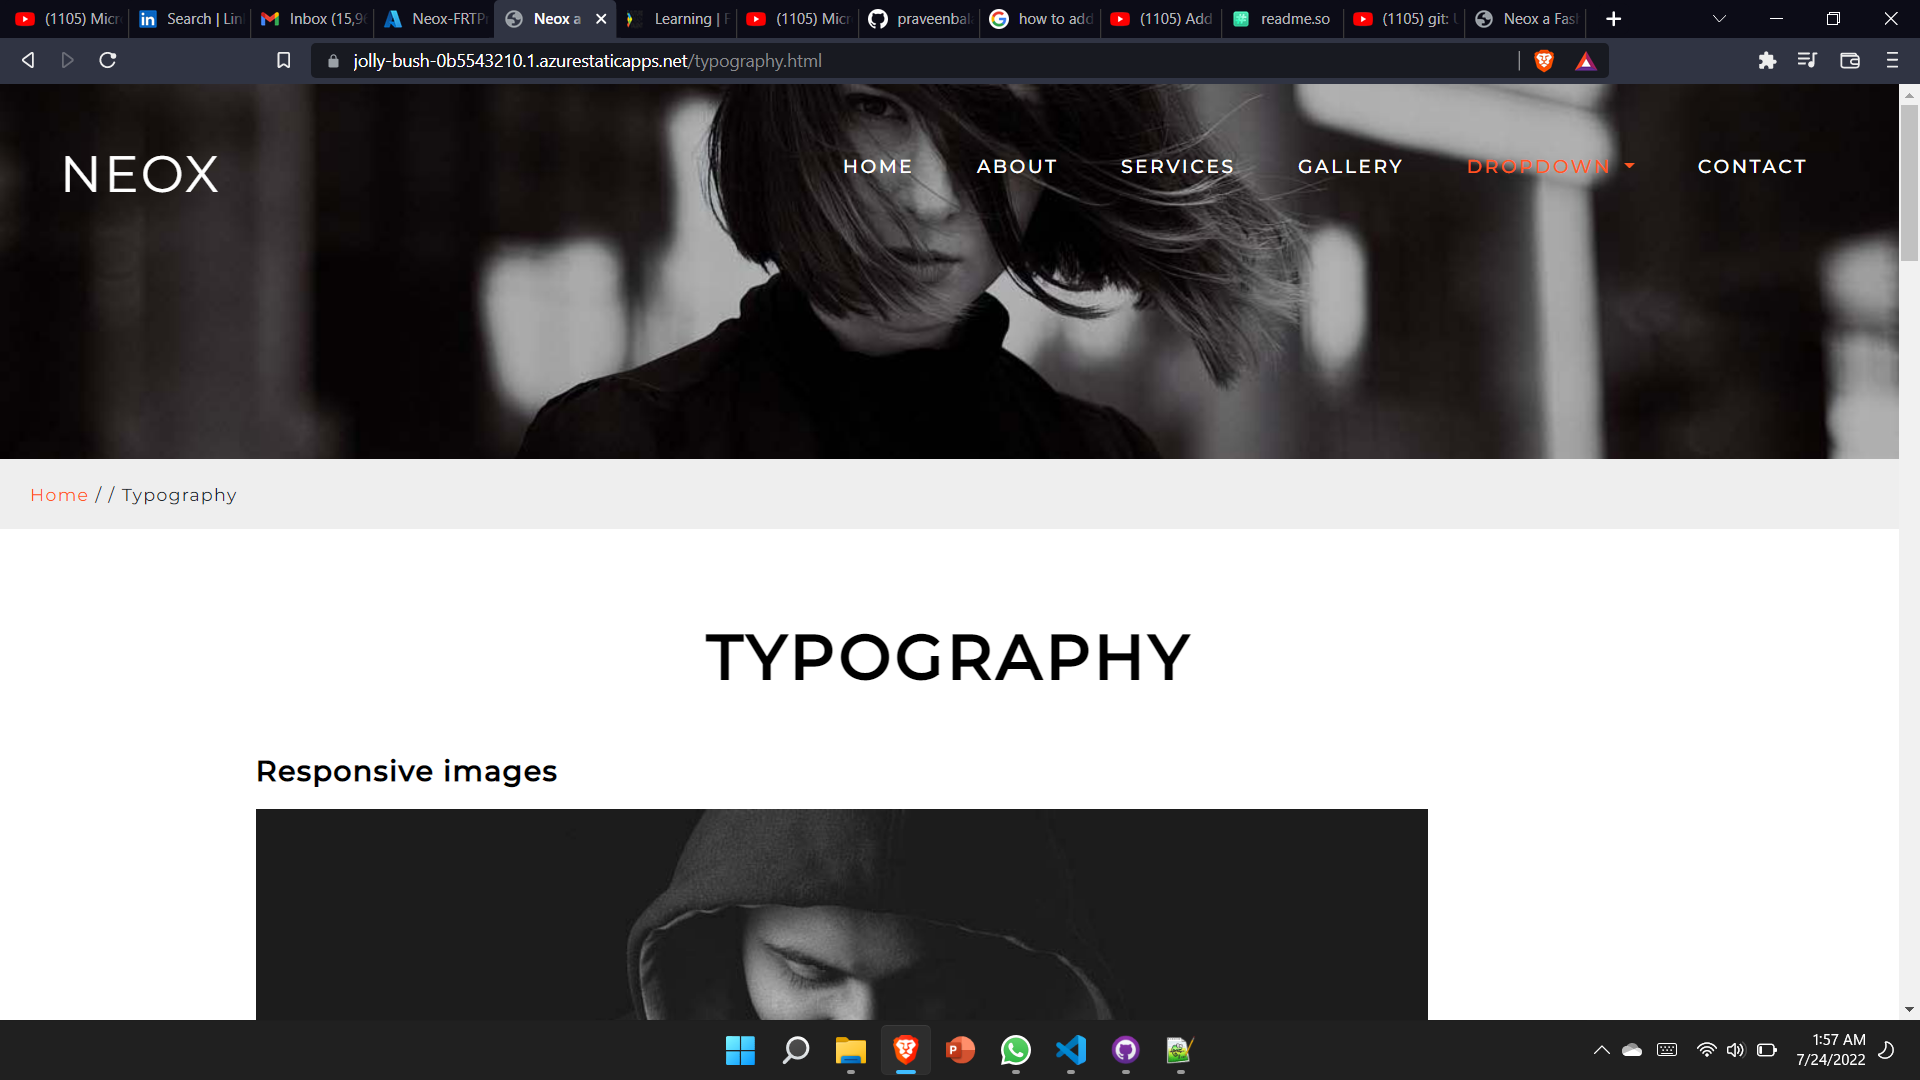 (1105) Micr
Search | Lin
Inbox (15,9
Neox-FRTP
Neox a
Learning | F
(1105) Micr
praveenbal
how to add
(1105) Add
readme.so
(1105) git:
Neox a Fas
jolly-bush-0b5543210.1.azurestaticapps.net/typography.html
NEOX
HOME
ABOUT
SERVICES
GALLERY
DROPDOWN
CONTACT
Home / / Typography
TYPOGRAPHY
Responsive images
1:57 AM
7/24/2022